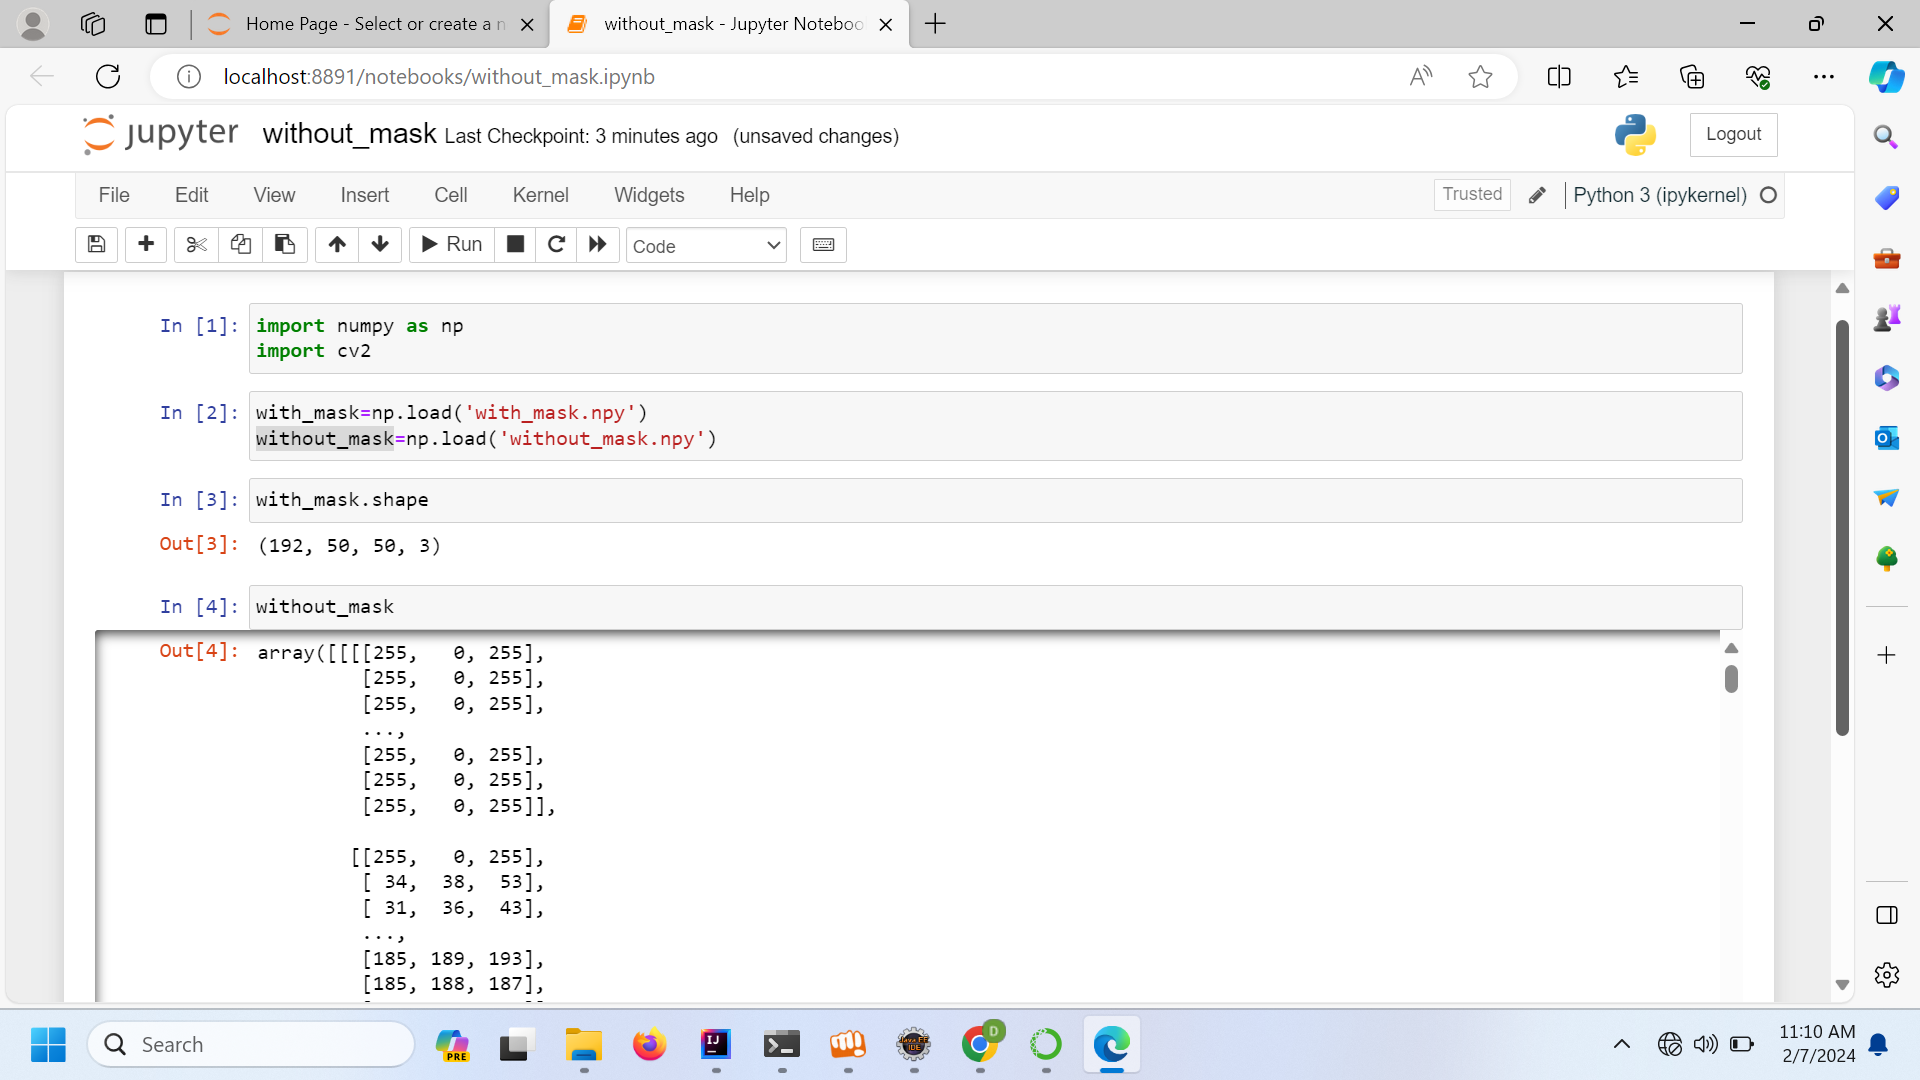 Home Page - Select or create a n
without_mask - Jupyter Noteboo
localhost:8891/notebooks/without_mask.ipynb
jupyter without_mask Last Checkpoint: 3 minutes ago (unsaved changes)
Logout
File Edit View Insert Cell Kernel Widgets Help
Trusted
Python 3 (ipykernel)
Run
Code
In [1]: import numpy as np
import cv2
In [2]: with_mask=np.load('with_mask.npy')
without_mask=np.load('without_mask.npy')
In [3]: with_mask.shape
Out[3]: (192, 50, 50, 3)
In [4]: without_mask
Out[4]: array([[[[255,   0, 255],
[255,   0, 255],
[255,   0, 255],
...,
[255,   0, 255],
[255,   0, 255],
[255,   0, 255]],
[[255,   0, 255],
[ 34,  38,  53],
[ 31,  36,  43],
...,
[185, 189, 193],
[185, 188, 187],
Search
PRE
IJ
D
11:10 AM
2/7/2024